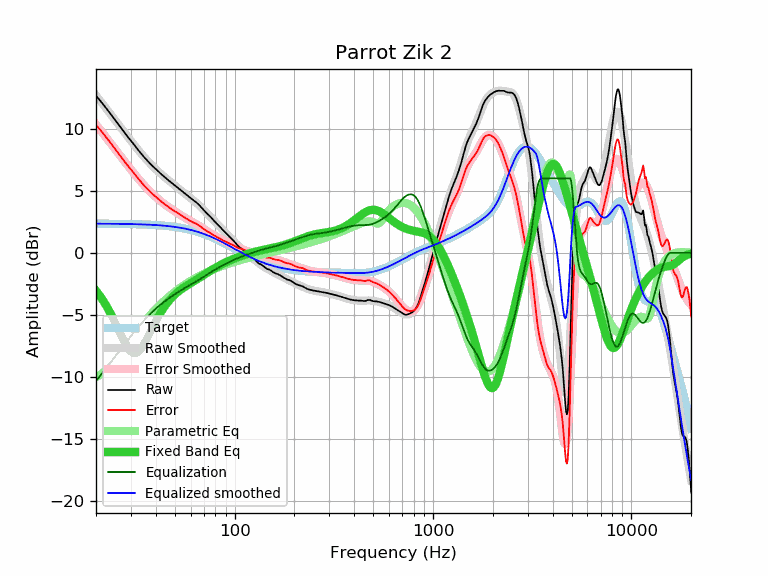 Parrot Zik 2
Amplitude (dBr)
10
5
0
−5
−10
−15
−20
Target
Raw Smoothed
Error Smoothed
Raw
Error
Parametric Eq
Fixed Band Eq
Equalization
Equalized smoothed
100
1000
10000
Frequency (Hz)